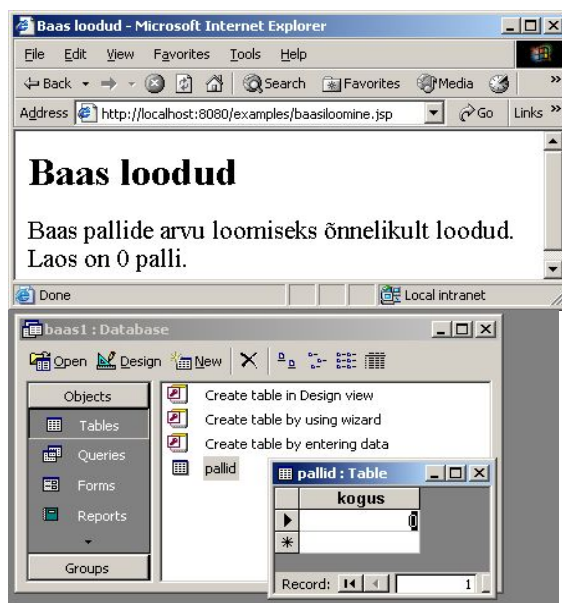 Baas loodud - Microsoft Internet Explorer
File Edit View Favorites Tools Help
Back Search Favorites Media »
Address http://localhost:8080/examples/baasiloomine.jsp Go Links »
Baas loodud
Baas pallide arvu loomiseks õnnelikult loodud.
Laos on 0 palli.
Done Local intranet
baas1 : Database
Open Design New
Objects
Tables
Queries
Forms
Reports
Groups
Create table in Design view
Create table by using wizard
Create table by entering data
pallid
pallid : Table
kogus
0
Record: 1